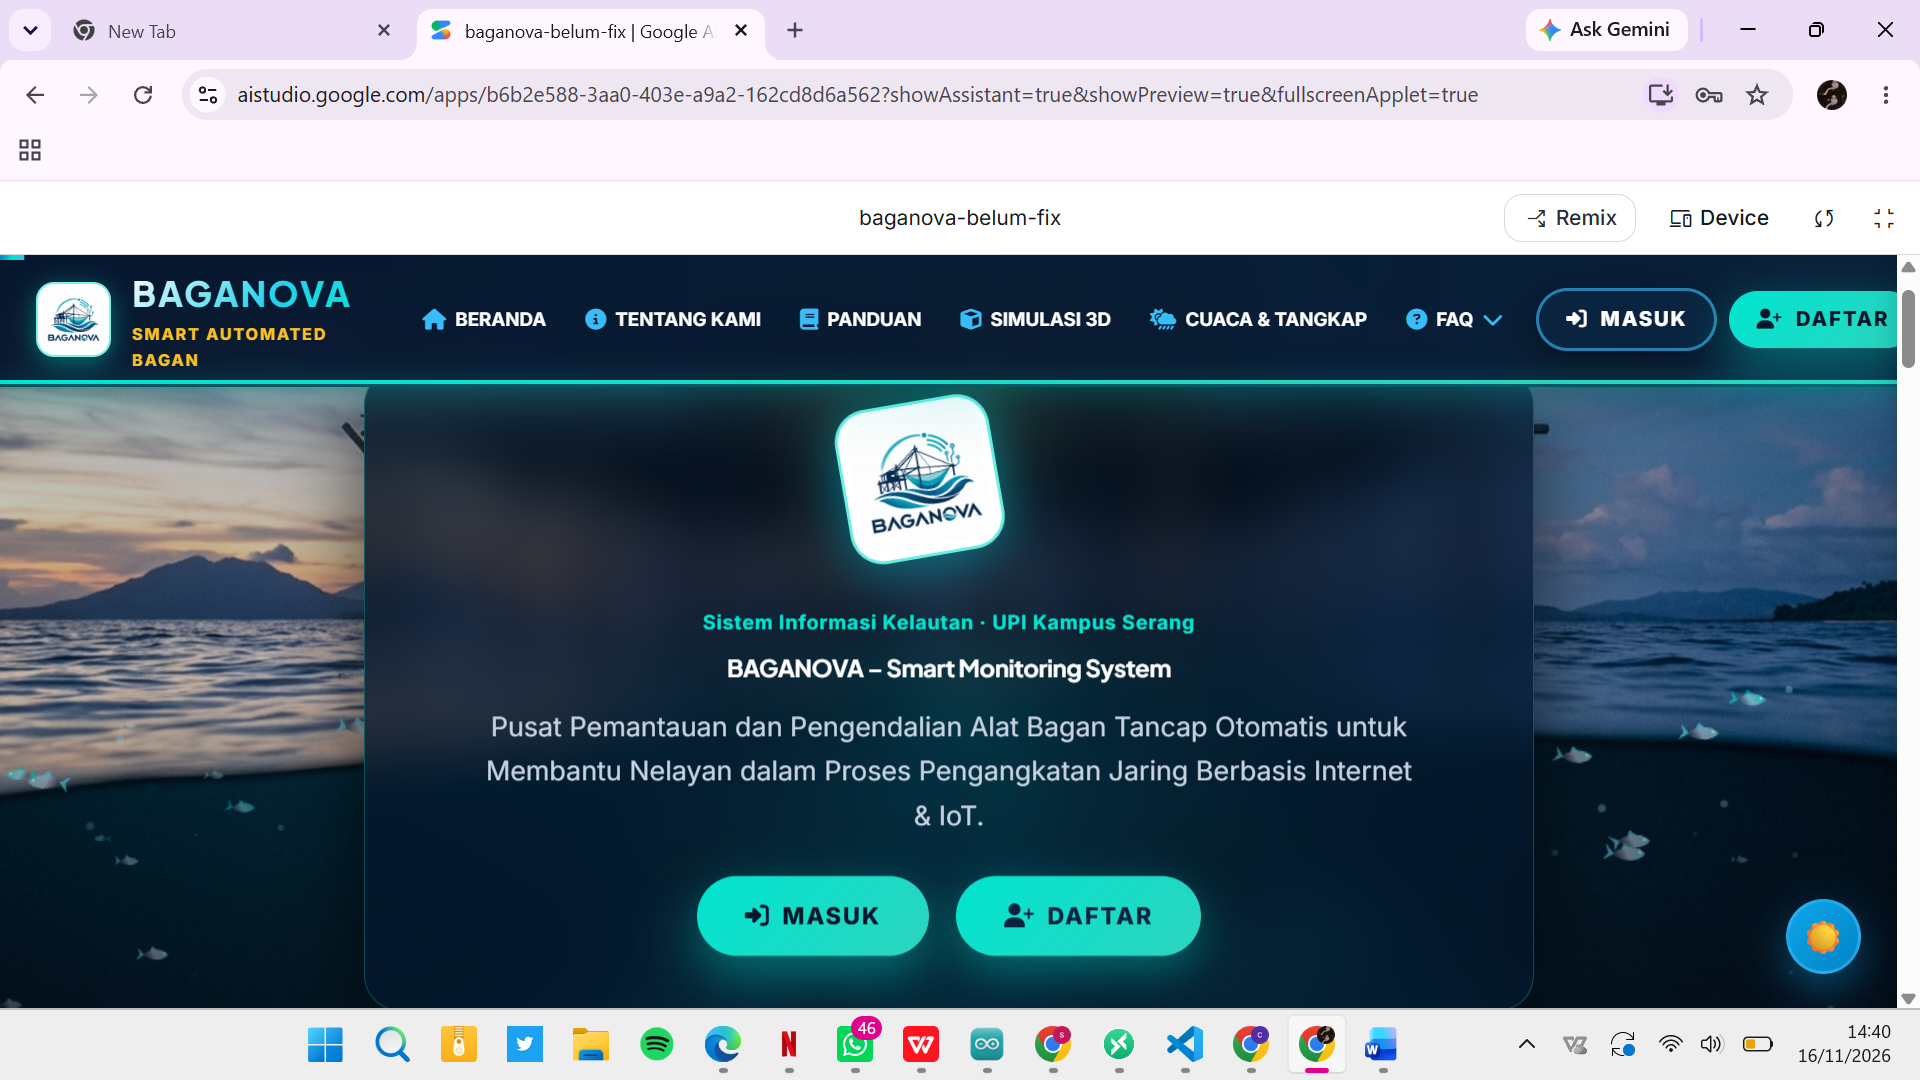 New Tab
baganova-belum-fix | Google A
Ask Gemini
aistudio.google.com/apps/b6b2e588-3aa0-403e-a9a2-162cd8d6a562?showAssistant=true&showPreview=true&fullscreenApplet=true
baganova-belum-fix
Remix
Device
BAGANOVA
BAGANOVA
SMART AUTOMATED
BAGAN
BERANDA
TENTANG KAMI
PANDUAN
SIMULASI 3D
CUACA & TANGKAP
FAQ
MASUK
DAFTAR
BAGANOVA
Sistem Informasi Kelautan · UPI Kampus Serang
BAGANOVA – Smart Monitoring System
Pusat Pemantauan dan Pengendalian Alat Bagan Tancap Otomatis untuk
Membantu Nelayan dalam Proses Pengangkatan Jaring Berbasis Internet
& IoT.
MASUK
DAFTAR
46
14:40
16/11/2026